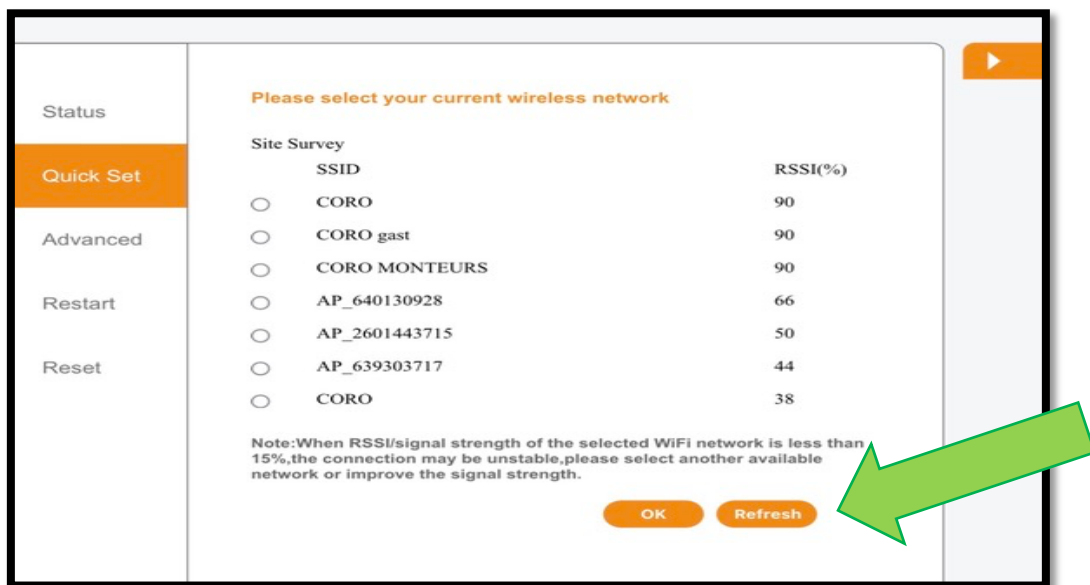 Status
Quick Set
Advanced
Restart
Reset
Please select your current wireless network
Site Survey
SSID RSSI(%)
CORO 90
CORO gast 90
CORO MONTEURS 90
AP_640130928 66
AP_2601443715 50
AP_639303717 44
CORO 38
Note:When RSSI/signal strength of the selected WiFi network is less than
15%,the connection may be unstable,please select another available
network or improve the signal strength.
OK Refresh